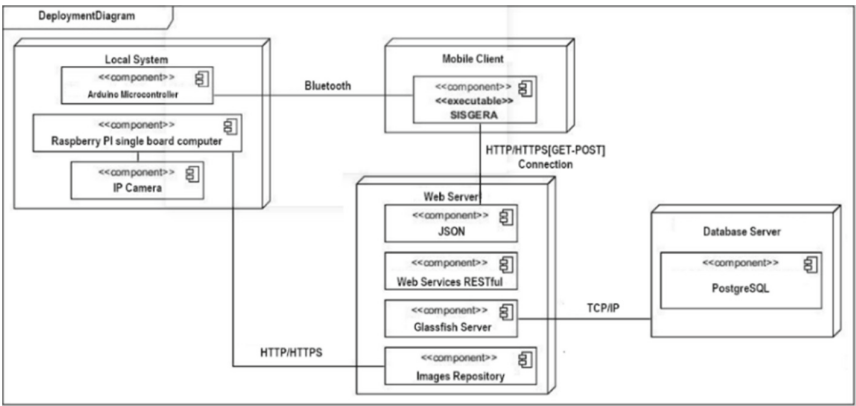 DeploymentDiagram
Local System
<<component>>
Arduino Microcontroller
<<component>>
Raspberry PI single board computer
<<component>>
IP Camera
Bluetooth
Mobile Client
<<component>>
<<executable>>
SISGERA
HTTP/HTTPS[GET-POST]
Connection
Web Server
<<component>>
JSON
<<component>>
Web Services RESTful
<<component>>
Glassfish Server
<<component>>
Images Repository
HTTP/HTTPS
TCP/IP
Database Server
<<component>>
PostgreSQL